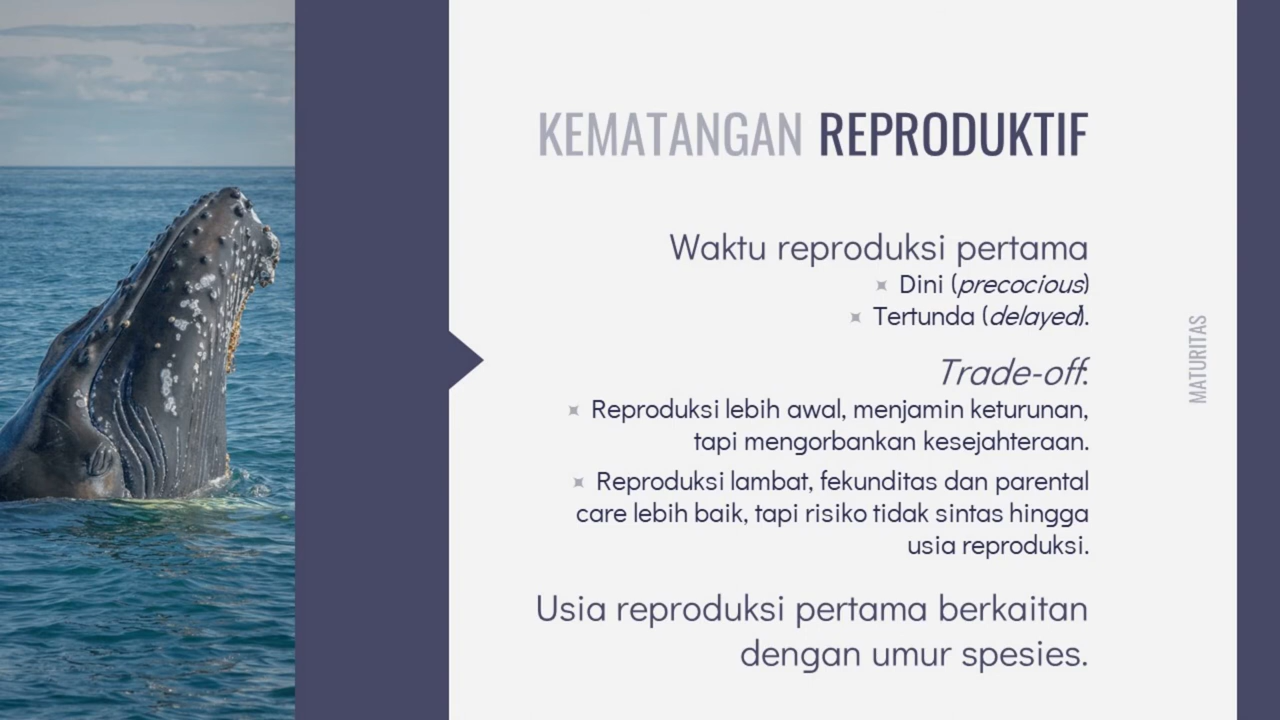 KEMATANGAN REPRODUKTIF
Waktu reproduksi pertama
Dini (precocious)
Tertunda (delayed).
Trade-off:
Reproduksi lebih awal, menjamin keturunan,
tapi mengorbankan kesejahteraan.
Reproduksi lambat, fekunditas dan parental
care lebih baik, tapi risiko tidak sintas hingga
usia reproduksi.
Usia reproduksi pertama berkaitan
dengan umur spesies.
MATURITAS